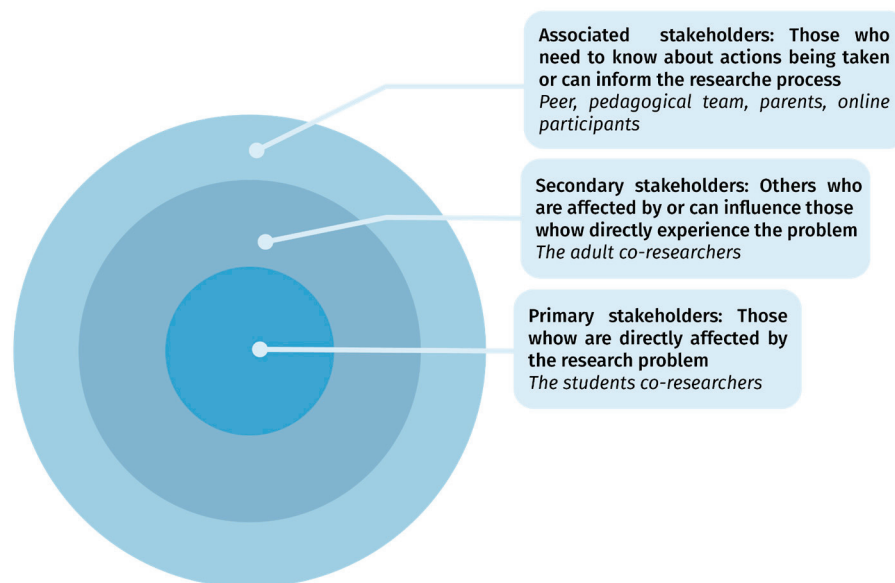 Associated stakeholders: Those who
need to know about actions being taken
or can inform the researche process
Peer, pedagogical team, parents, online
participants
Secondary stakeholders: Others who
are affected by or can influence those
whow directly experience the problem
The adult co-researchers
Primary stakeholders: Those
whow are directly affected by
the research problem
The students co-researchers